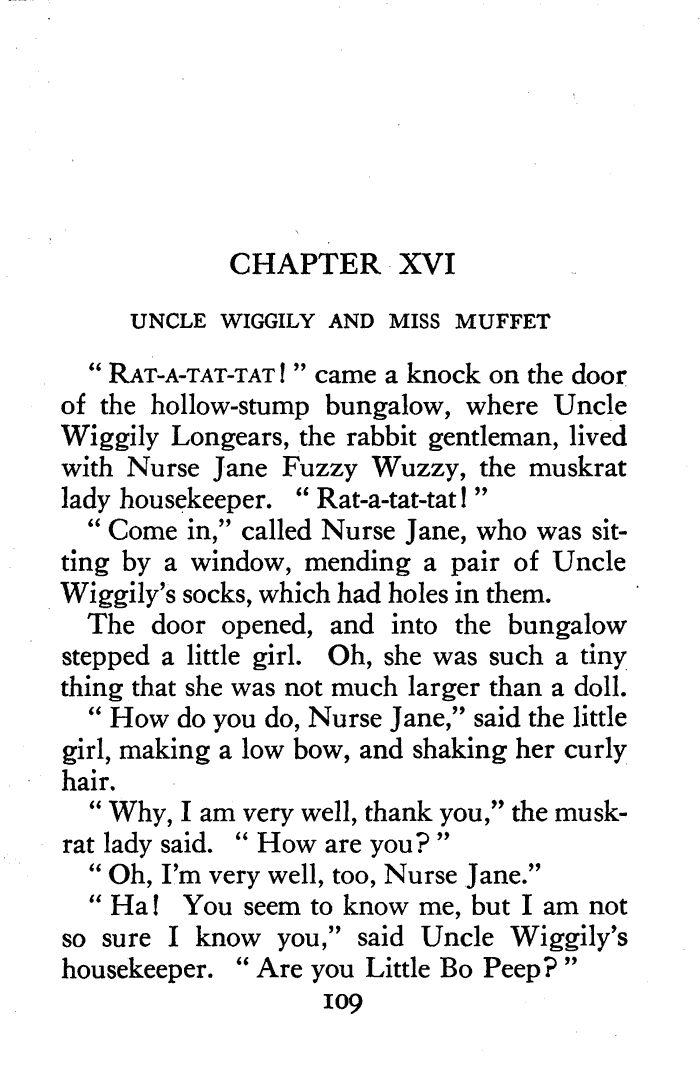 CHAPTER XVI
UNCLE WIGGILY AND MISS MUFFET
“ RAT-A-TAT-TAT! ” came a knock on the door
of the hollow-stump bungalow, where Uncle
Wiggily Longears, the rabbit gentleman, lived
with Nurse Jane Fuzzy Wuzzy, the muskrat
lady housekeeper. “ Rat-a-tat-tat! ”
“ Come in,” called Nurse Jane, who was sit-
ting by a window, mending a pair of Uncle
Wiggily’s socks, which had holes in them.
The door opened, and into the bungalow
stepped a little girl. Oh, she was such a tiny
thing that she was not much larger than a doll.
“ How do you do, Nurse Jane,” said the little
girl, making a low bow, and shaking her curly
hair.
“ Why, I am very well, thank you,” the musk-
rat lady said. “ How are you? ”
“ Oh, I’m very well, too, Nurse Jane.”
“ Ha! You seem to know me, but I am not
so sure I know you,” said Uncle Wiggily’s
housekeeper. “ Are you Little Bo Peep? ”
109